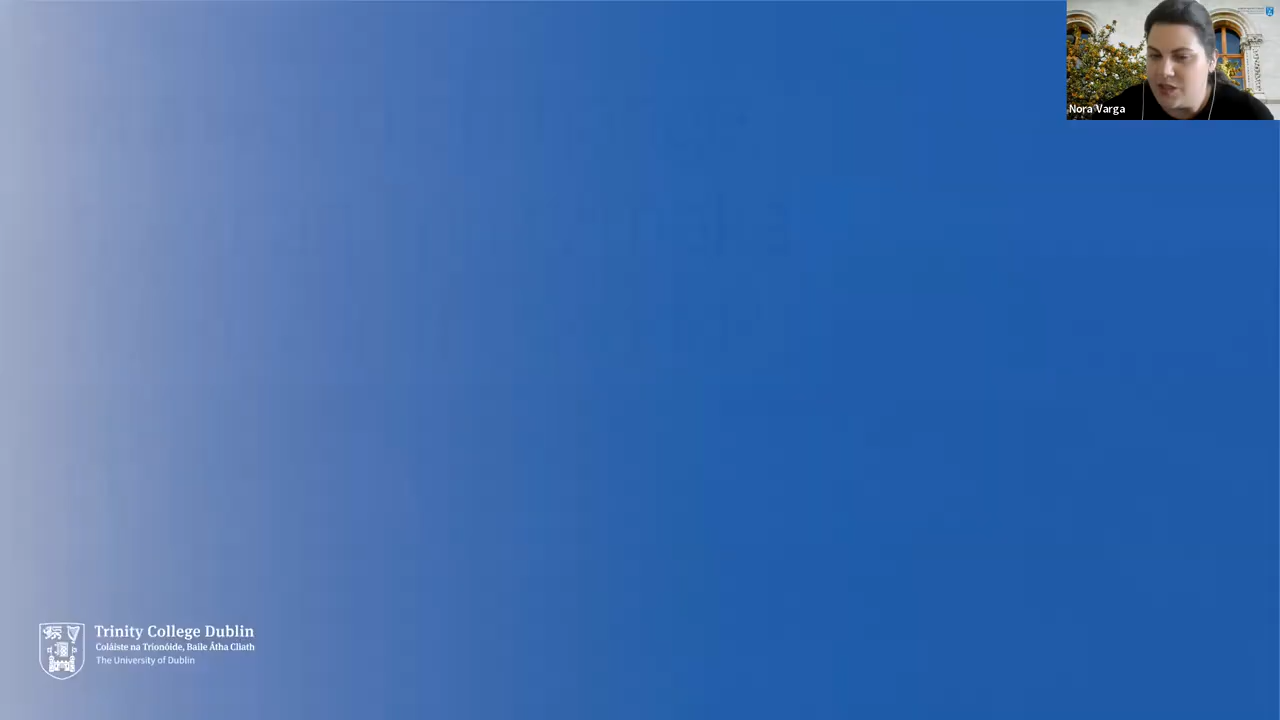 Nora Varga
Trinity College Dublin
Coláiste na Tríonóide, Baile Átha Cliath
The University of Dublin